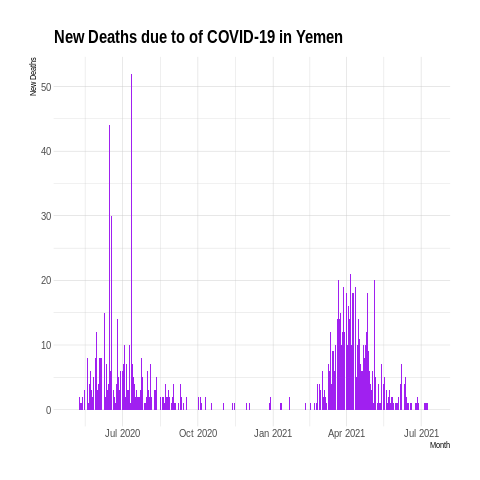 New Deaths due to of COVID-19 in Yemen
New Deaths
50
40
30
20
10
0
Jul 2020
Oct 2020
Jan 2021
Apr 2021
Jul 2021
Month